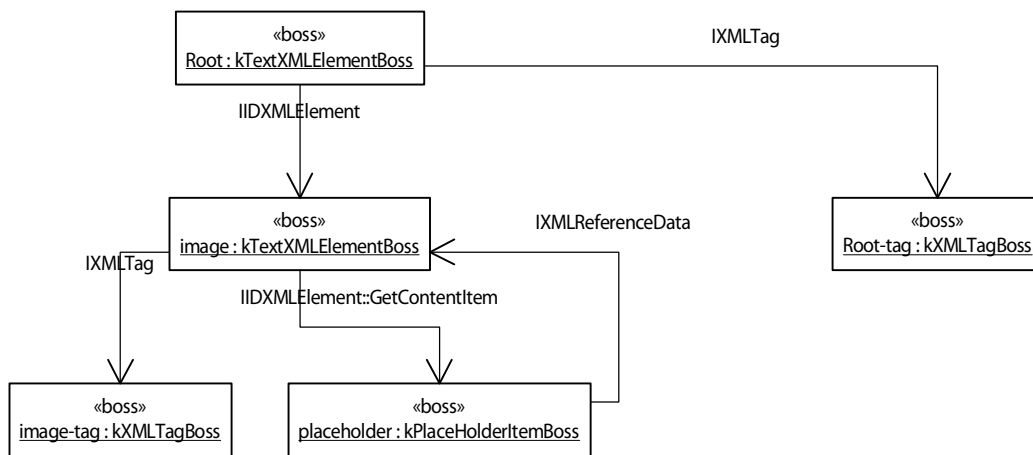 «boss»
Root : kTextXMLElementBoss
IXMLTag
IIDXMLElement
«boss»
image : kTextXMLElementBoss
IXMLReferenceData
«boss»
Root-tag : kXMLTagBoss
IXMLTag
IIDXMLElement::GetContentItem
«boss»
image-tag : kXMLTagBoss
«boss»
placeholder : kPlaceHolderItemBoss